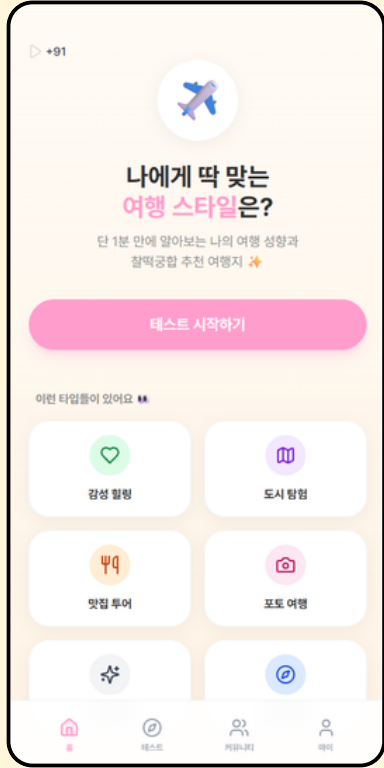 +91
나에게 딱 맞는
여행 스타일은?
단 1분 만에 알아보는 나의 여행 성향과
찰떡궁합 추천 여행지 ✨
테스트 시작하기
이런 타입들이 있어요 👀
감성 힐링
도시 탐험
맛집 투어
포토 여행
홈
테스트
커뮤니티
마이